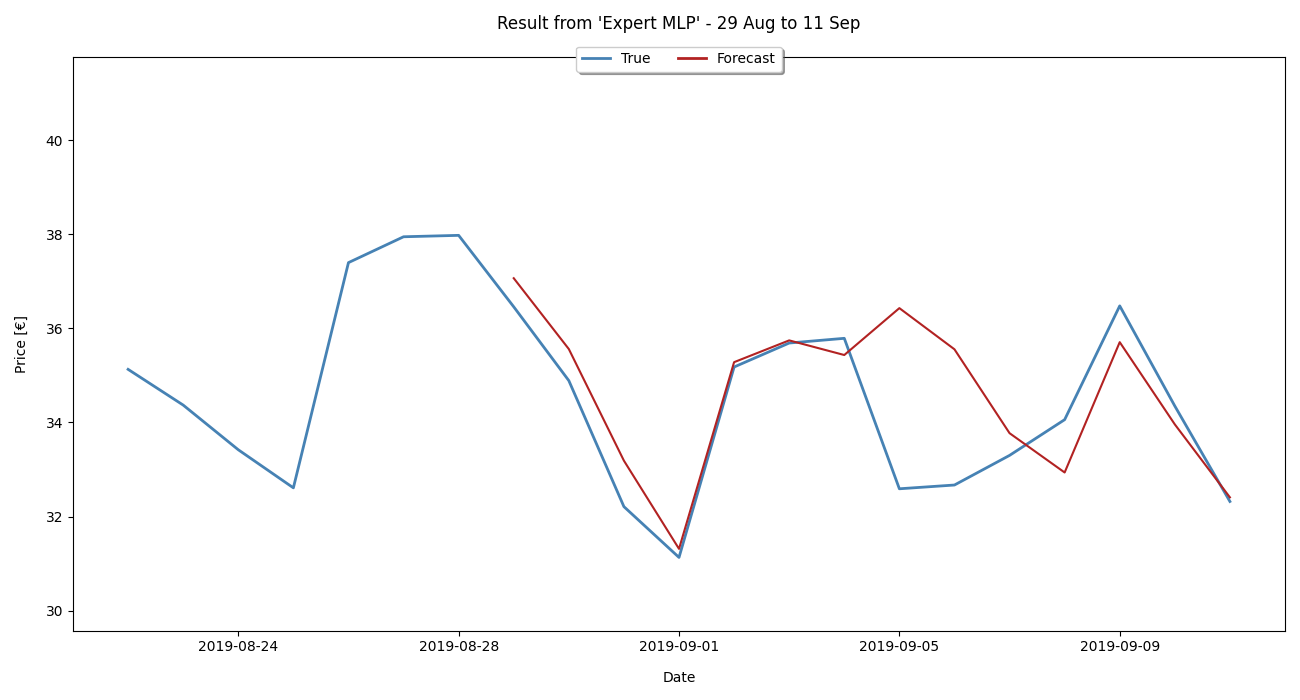 Result from 'Expert MLP' - 29 Aug to 11 Sep
True Forecast
Price [€]
40
38
36
34
32
30
2019-08-24 2019-08-28 2019-09-01 2019-09-05 2019-09-09
Date